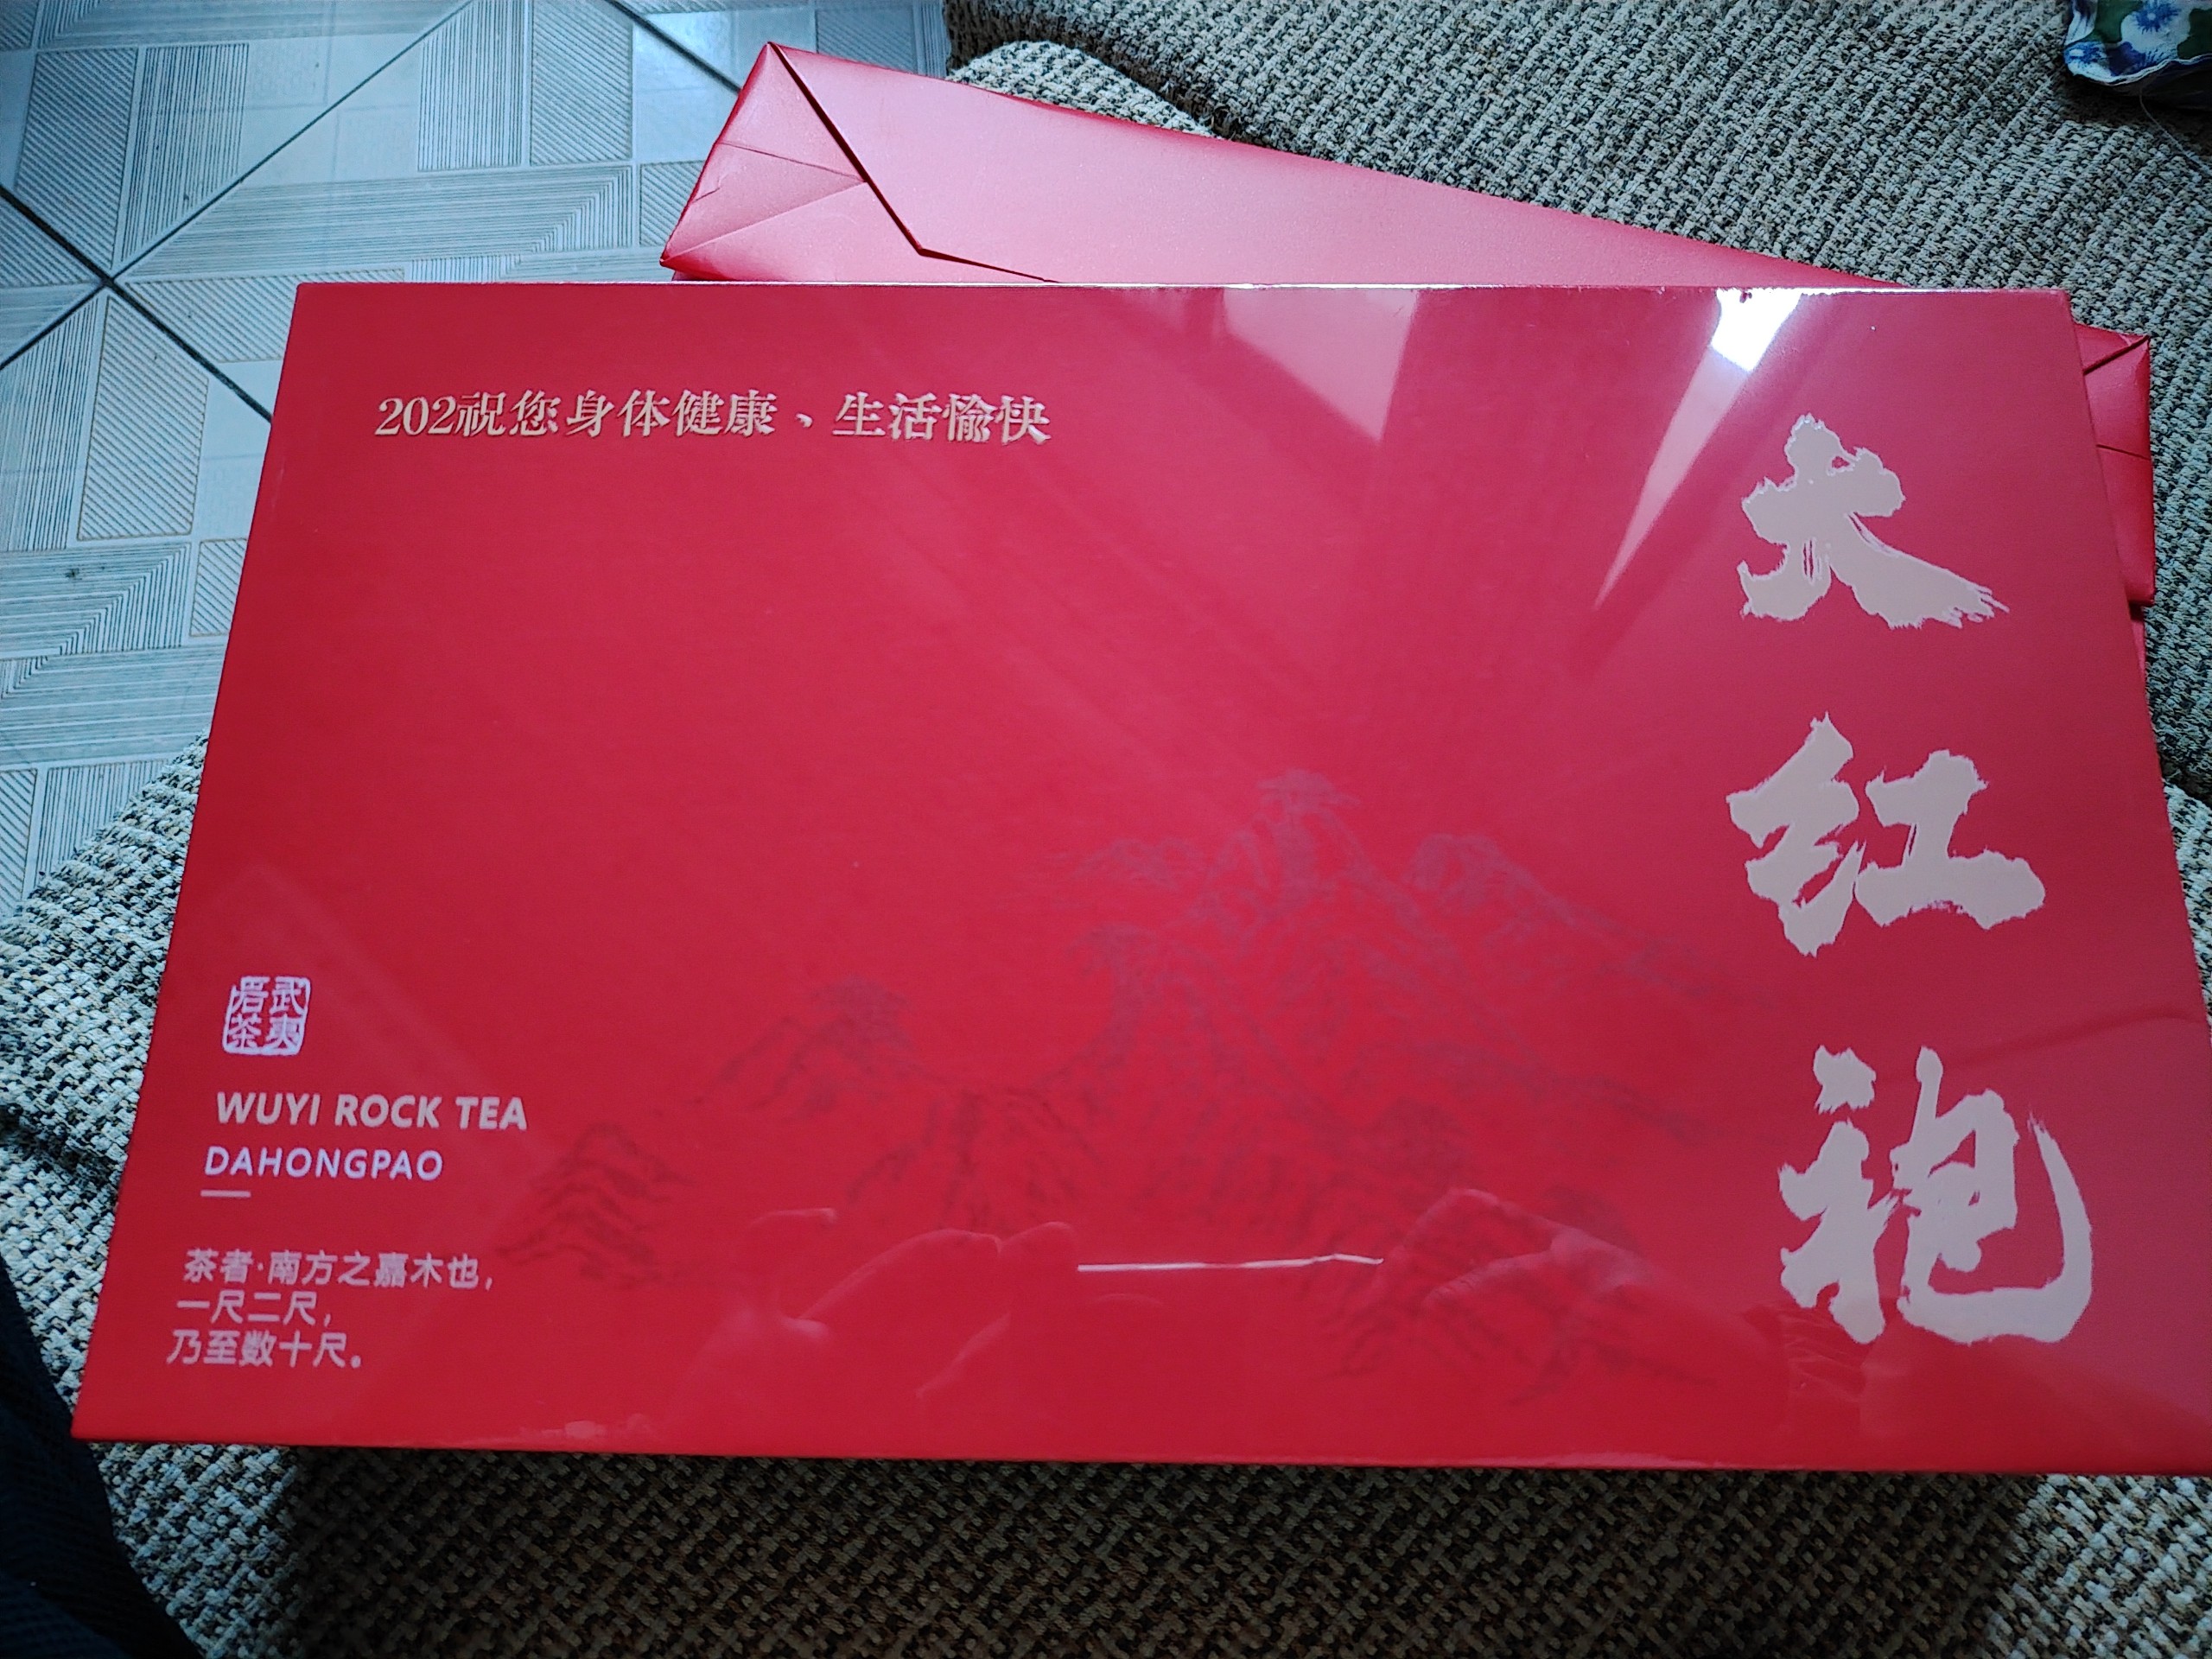 202祝您身体健康、生活愉快
大红袍
武夷岩茶
WUYI ROCK TEA
DAHONGPAO
茶者·南方之嘉木也,
一尺二尺,
乃至数十尺。